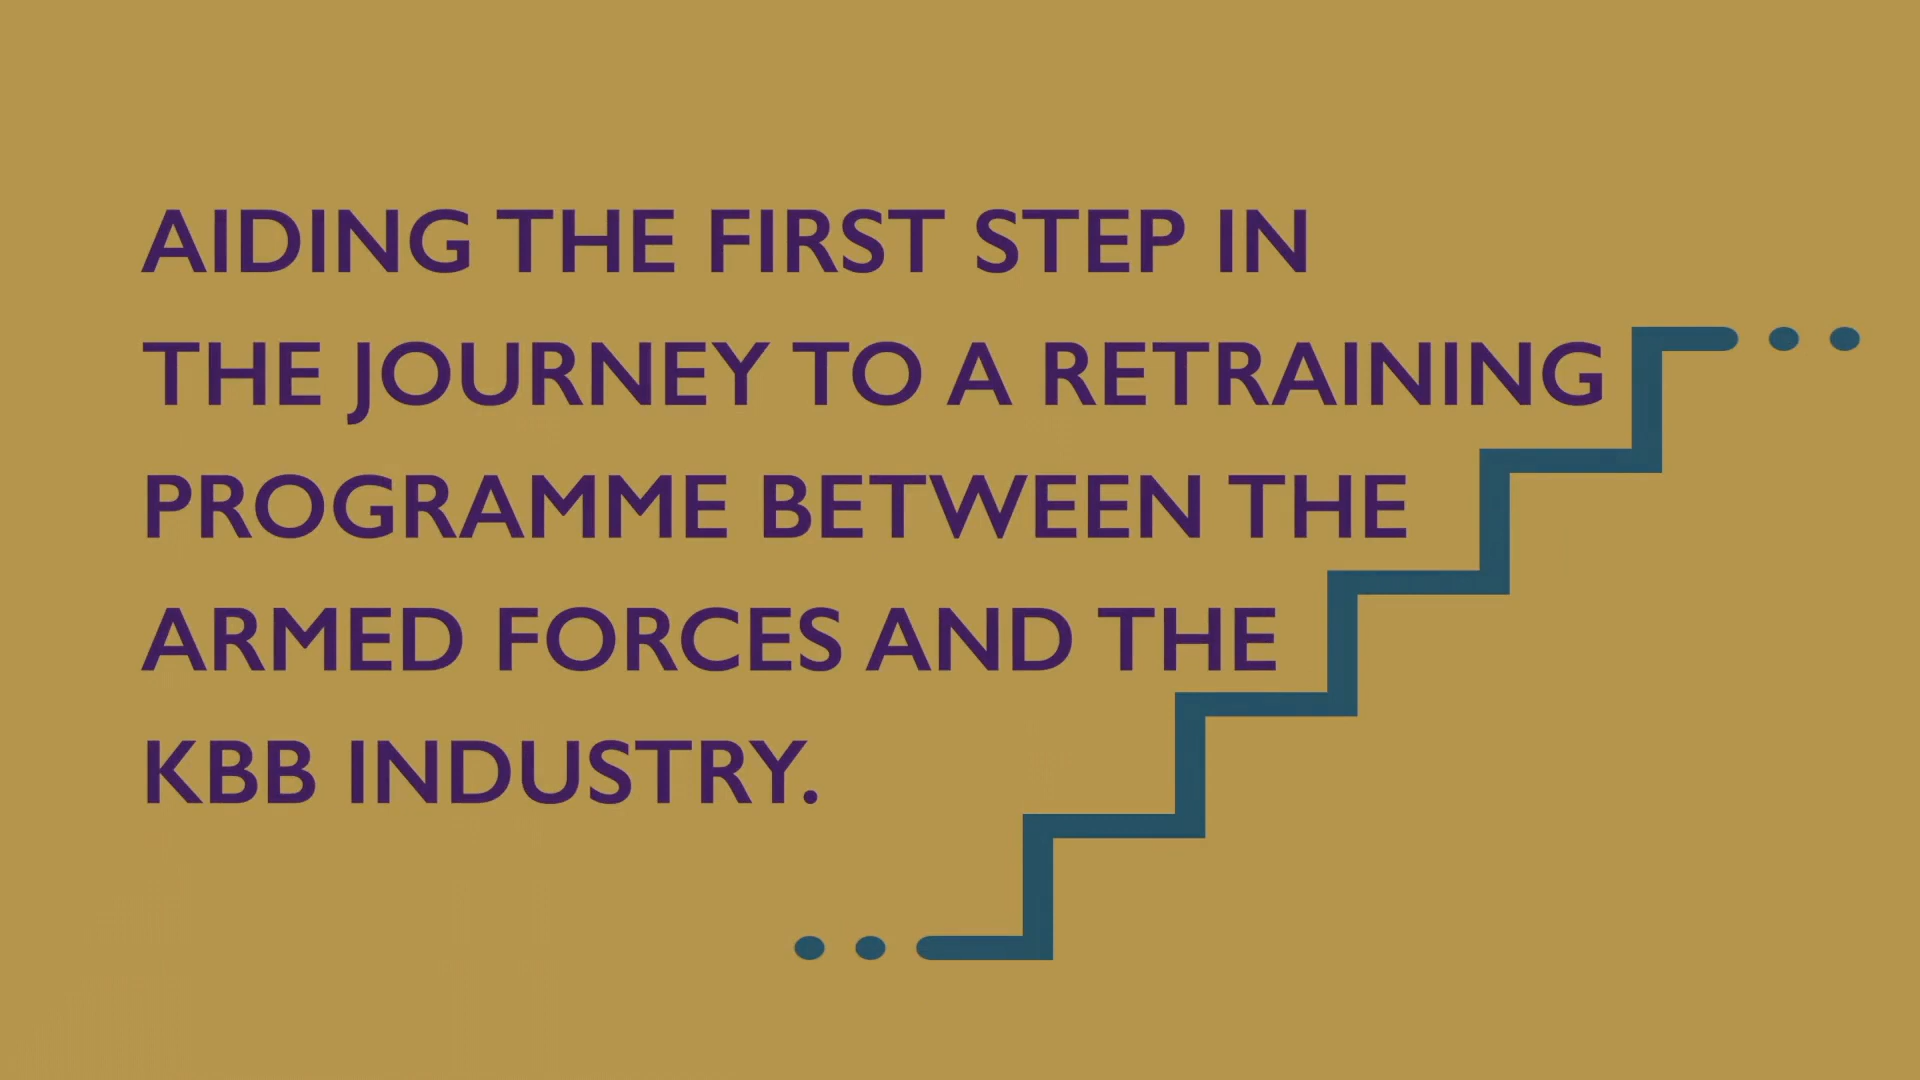 AIDING THE FIRST STEP IN
THE JOURNEY TO A RETRAINING
PROGRAMME BETWEEN THE
ARMED FORCES AND THE
KBB INDUSTRY.